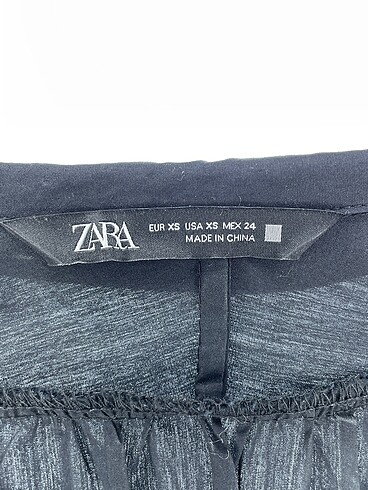 ZARA
EUR XS USA XS MEX 24
MADE IN CHINA